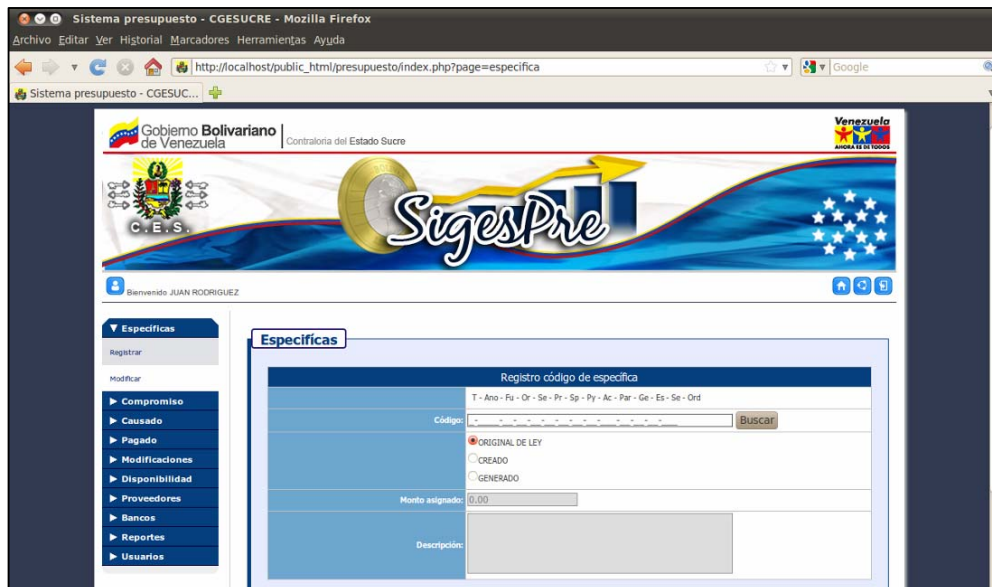 Sistema presupuesto - CGESUCRE - Mozilla Firefox
Archivo Editar Ver Historial Marcadores Herramientas Ayuda
http://localhost/public_html/presupuesto/index.php?page=especifica
Google
Sistema presupuesto - CGESUC...
Gobierno Bolivariano
de Venezuela
Contraloria del Estado Sucre
Venezuela
AHORA ES DE TODOS
C.E.S.
SigesPre
Bienvenido JUAN RODRIGUEZ
▼ Específicas
Registrar
Modificar
▶ Compromiso
▶ Causado
▶ Pagado
▶ Modificaciones
▶ Disponibilidad
▶ Proveedores
▶ Bancos
▶ Reportes
▶ Usuarios
Específicas
Registro código de específica
T - Ano - Fu - Or - Se - Pr - Sp - Py - Ac - Par - Ge - Es - Se - Ord
Código:
Buscar
ORIGINAL DE LEY
CREADO
GENERADO
Monto asignado: 0.00
Descripción: